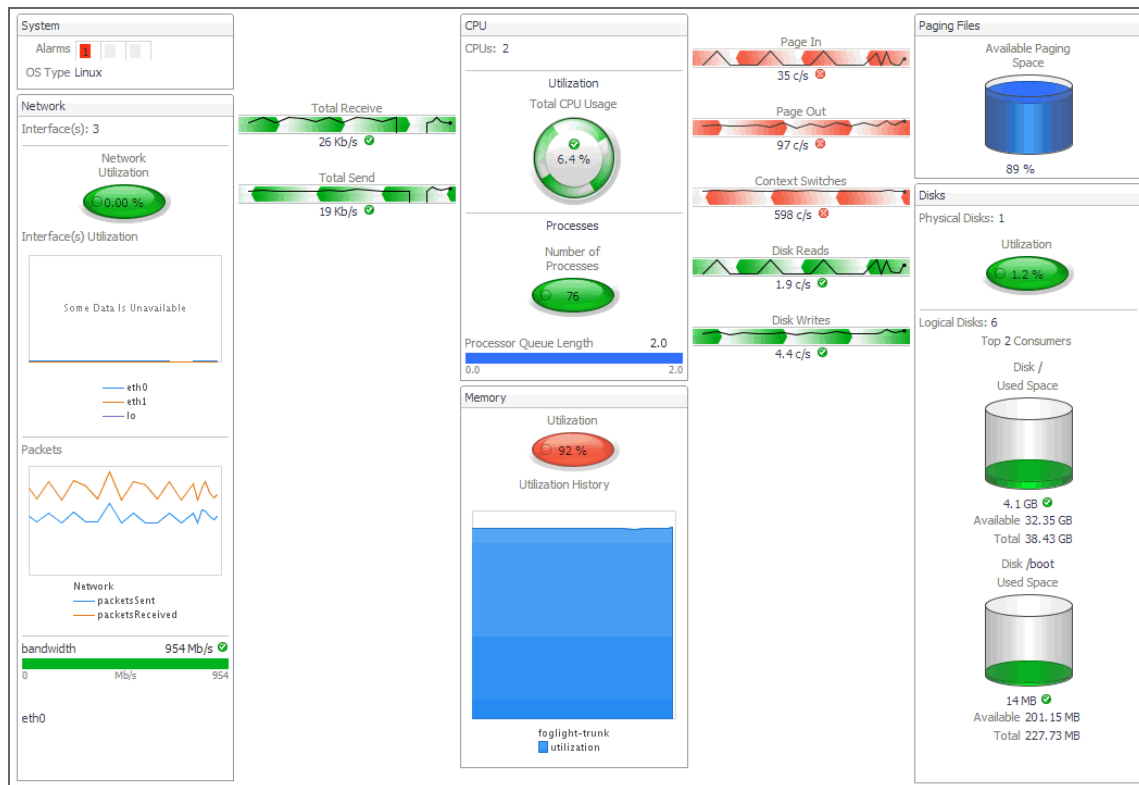 System
Alarms 1
OS Type Linux
Network
Interface(s): 3
Network
Utilization
0.00 %
Interface(s) Utilization
Some Data Is Unavailable
eth0
eth1
lo
Packets
Network
packetsSent
packetsReceived
bandwidth 954 Mb/s
0 Mb/s 954
eth0
Total Receive
26 Kb/s
Total Send
19 Kb/s
CPU
CPUs: 2
Utilization
Total CPU Usage
6.4 %
Processes
Number of
Processes
76
Processor Queue Length 2.0
0.0 2.0
Memory
Utilization
92 %
Utilization History
foglight-trunk
utilization
Page In
35 c/s
Page Out
97 c/s
Context Switches
598 c/s
Disk Reads
1.9 c/s
Disk Writes
4.4 c/s
Paging Files
Available Paging
Space
89 %
Disks
Physical Disks: 1
Utilization
1.2 %
Logical Disks: 6
Top 2 Consumers
Disk /
Used Space
4.1 GB
Available 32.35 GB
Total 38.43 GB
Disk /boot
Used Space
14 MB
Available 201.15 MB
Total 227.73 MB